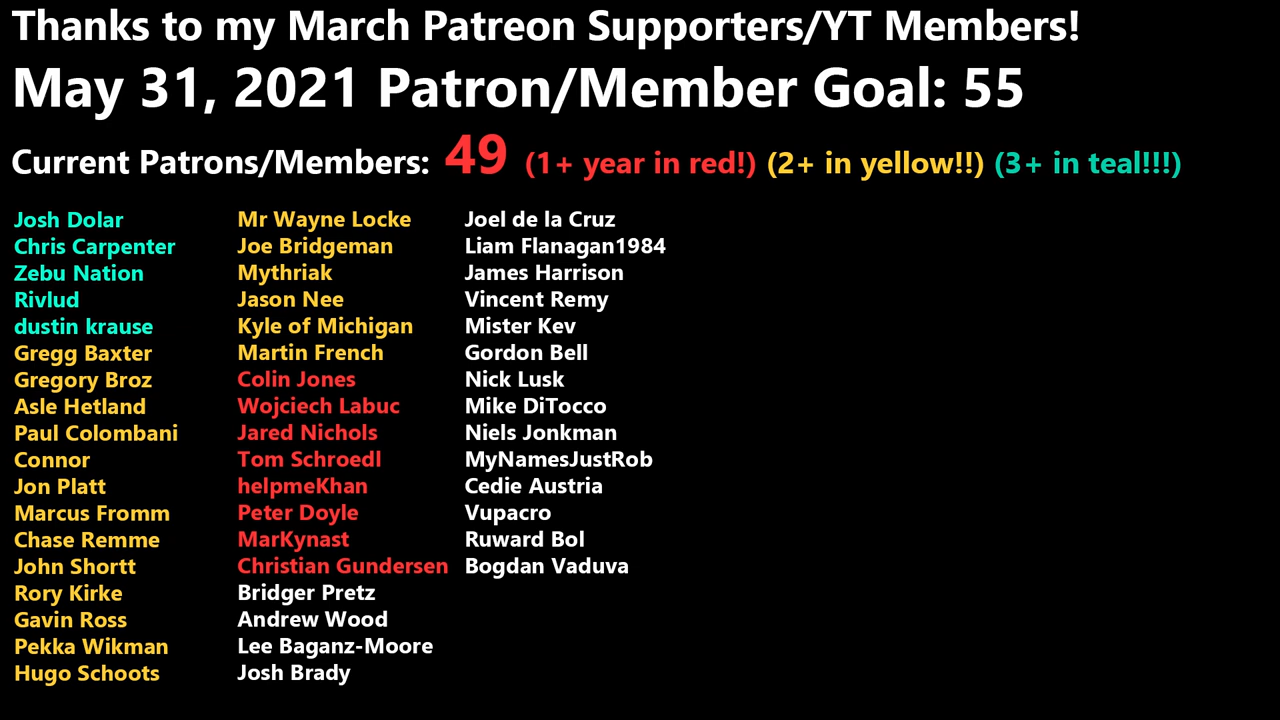 Thanks to my March Patreon Supporters/YT Members!
May 31, 2021 Patron/Member Goal: 55
Current Patrons/Members: 49 (1+ year in red!) (2+ in yellow!!) (3+ in teal!!!)
Josh Dolar
Chris Carpenter
Zebu Nation
Rivlud
dustin krause
Gregg Baxter
Gregory Broz
Asle Hetland
Paul Colombani
Connor
Jon Platt
Marcus Fromm
Chase Remme
John Shortt
Rory Kirke
Gavin Ross
Pekka Wikman
Hugo Schoots
Mr Wayne Locke
Joe Bridgeman
Mythriak
Jason Nee
Kyle of Michigan
Martin French
Colin Jones
Wojciech Labuc
Jared Nichols
Tom Schroedl
helpmeKhan
Peter Doyle
MarKynast
Christian Gundersen
Bridger Pretz
Andrew Wood
Lee Baganz-Moore
Josh Brady
Joel de la Cruz
Liam Flanagan1984
James Harrison
Vincent Remy
Mister Kev
Gordon Bell
Nick Lusk
Mike DiTocco
Niels Jonkman
MyNamesJustRob
Cedie Austria
Vupacro
Ruward Bol
Bogdan Vaduva